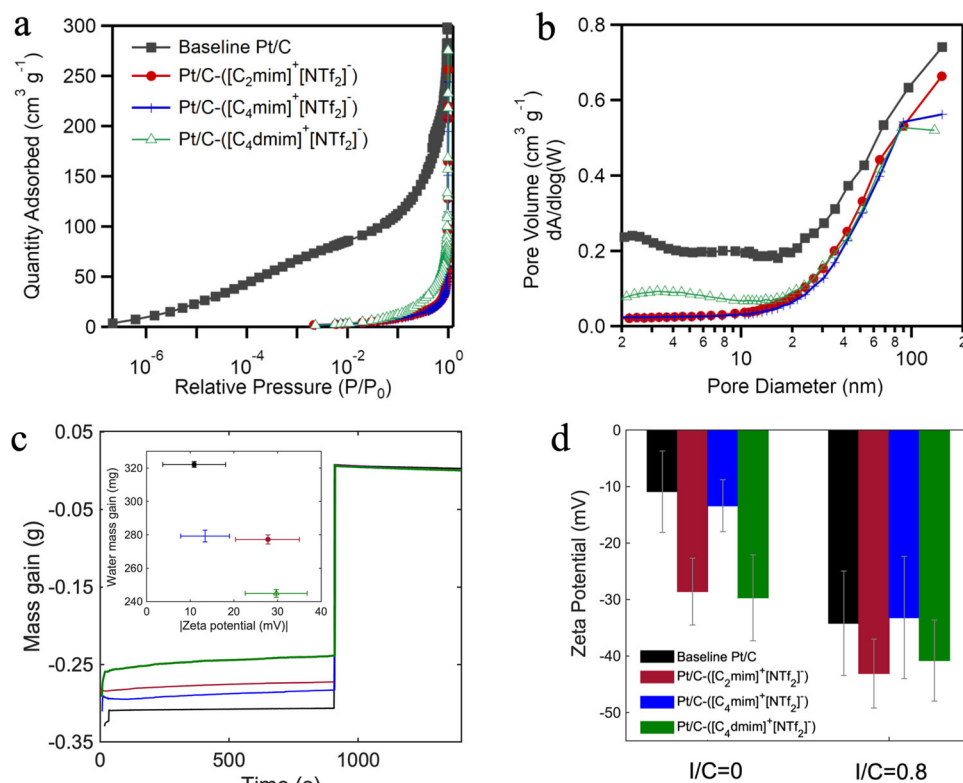 a
300
250
200
150
100
50
0
Quantity Adsorbed (cm³ g⁻¹)
Baseline Pt/C
Pt/C-([C₂mim]⁺[NTf₂]⁻)
Pt/C-([C₄mim]⁺[NTf₂]⁻)
Pt/C-([C₄dmim]⁺[NTf₂]⁻)
10⁻⁶ 10⁻⁴ 10⁻² 10⁰
Relative Pressure (P/P₀)
b
0.8
0.6
0.4
0.2
0.0
Pore Volume (cm³ g⁻¹)
dA/dlog(W)
2 4 6 8 10 2 4 6 8 100
Pore Diameter (nm)
c
0.05
-0.05
-0.15
-0.25
-0.35
Mass gain (g)
320
300
280
260
240
Water mass gain (mg)
0 10 20 30 40
|Zeta potential (mV)|
0 500 1000
Time (s)
d
0
-10
-20
-30
-40
-50
Zeta Potential (mV)
Baseline Pt/C
Pt/C-([C₂mim]⁺[NTf₂]⁻)
Pt/C-([C₄mim]⁺[NTf₂]⁻)
Pt/C-([C₄dmim]⁺[NTf₂]⁻)
I/C=0 I/C=0.8